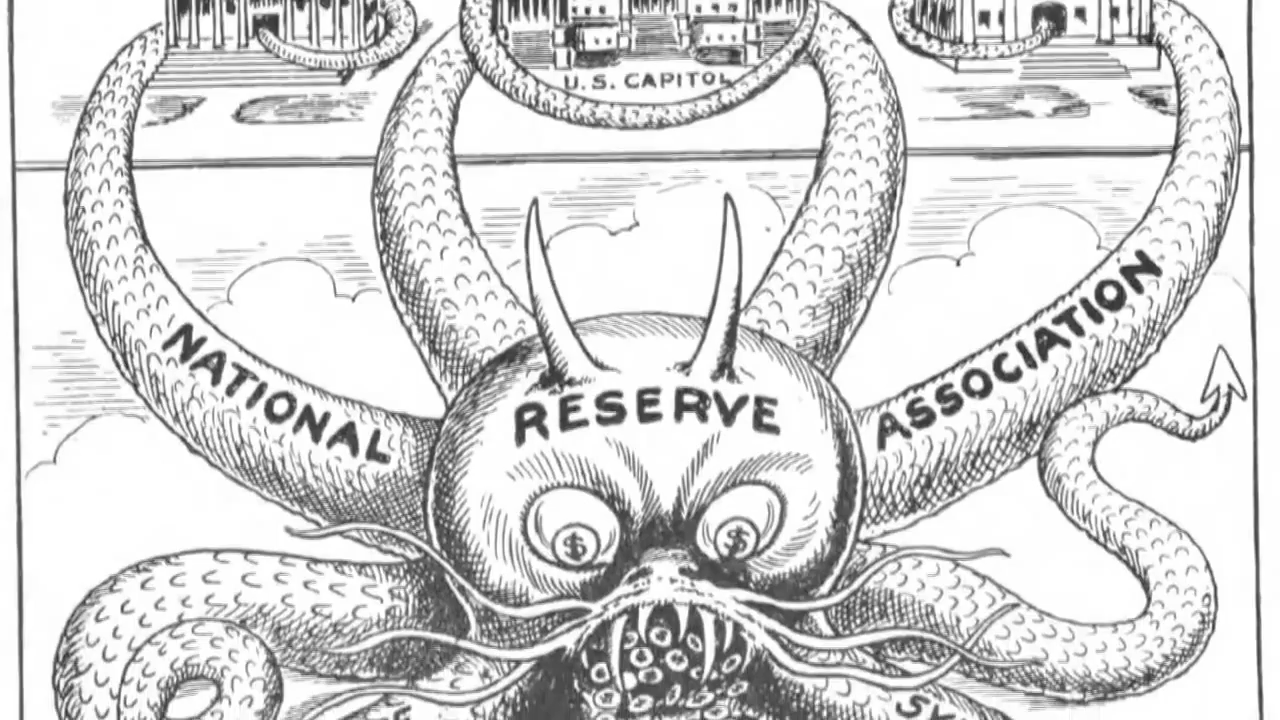 U.S. CAPITOL
NATIONAL
RESERVE
ASSOCIATION
$ $